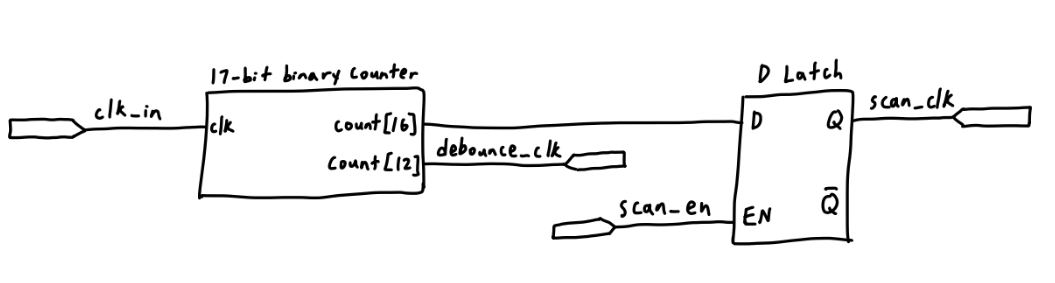 17-bit binary counter
D Latch
clk_in
clk
count[16]
count[12]
debounce_clk
scan_en
D
Q
EN
Q̅
scan_clk